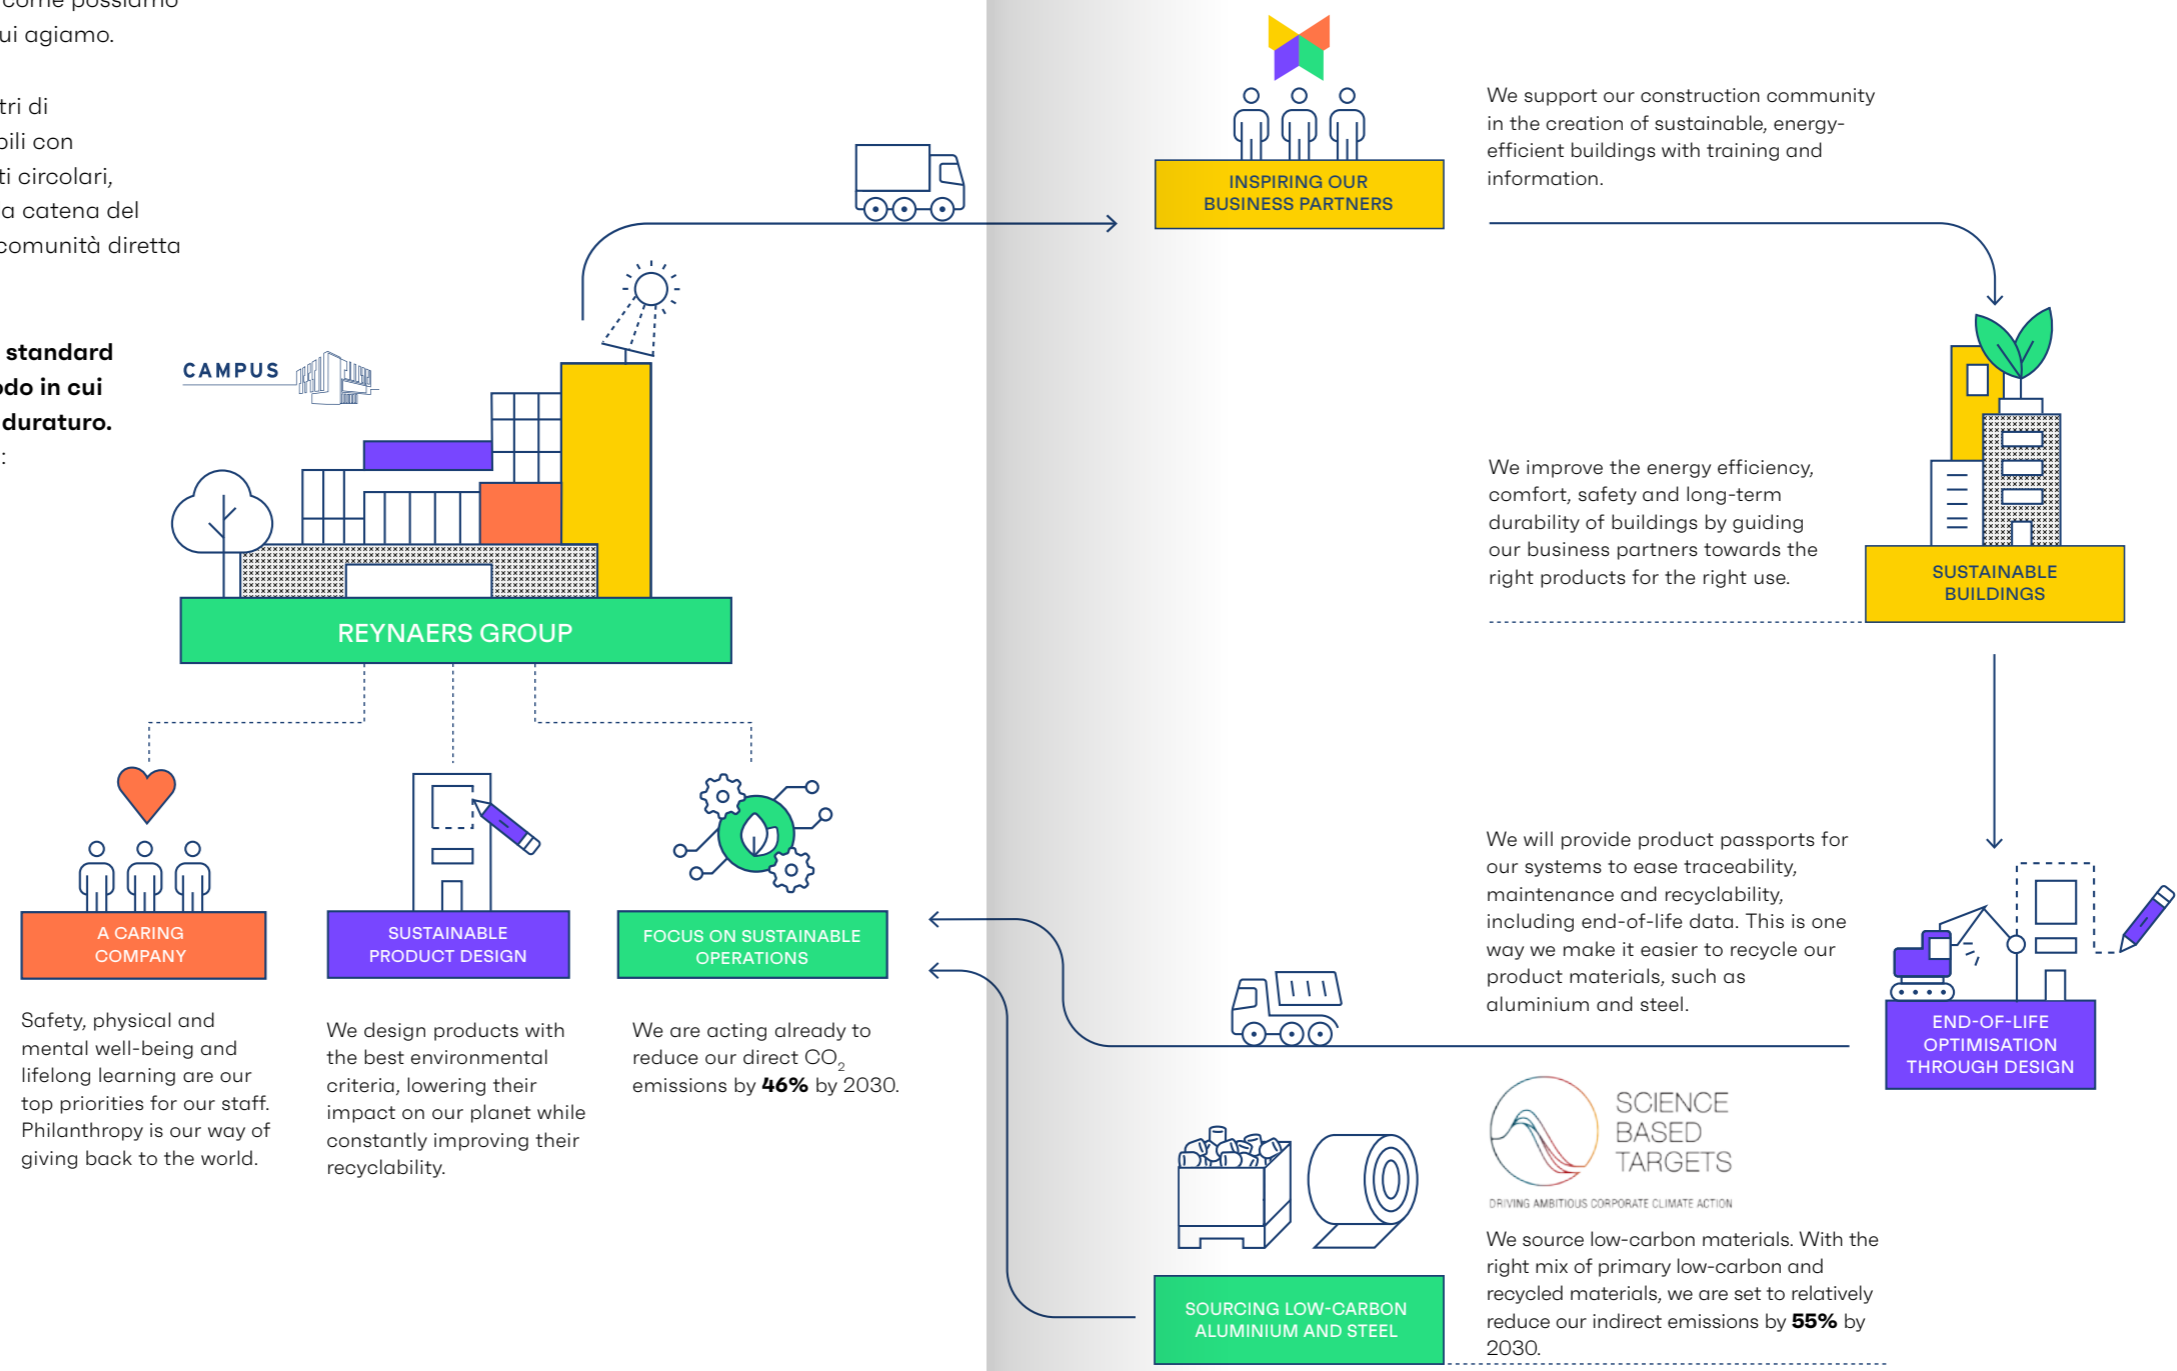 come possiamo
ui agiamo.
tri di
bili con
ti circolari,
a catena del
comunità diretta
standard
odo in cui
duraturo.
:
CAMPUS
REYNAERS GROUP
A CARING
COMPANY
Safety, physical and
mental well-being and
lifelong learning are our
top priorities for our staff.
Philanthropy is our way of
giving back to the world.
SUSTAINABLE
PRODUCT DESIGN
We design products with
the best environmental
criteria, lowering their
impact on our planet while
constantly improving their
recyclability.
FOCUS ON SUSTAINABLE
OPERATIONS
We are acting already to
reduce our direct CO₂
emissions by 46% by 2030.
INSPIRING OUR
BUSINESS PARTNERS
We support our construction community
in the creation of sustainable, energy-
efficient buildings with training and
information.
We improve the energy efficiency,
comfort, safety and long-term
durability of buildings by guiding
our business partners towards the
right products for the right use.
SUSTAINABLE
BUILDINGS
We will provide product passports for
our systems to ease traceability,
maintenance and recyclability,
including end-of-life data. This is one
way we make it easier to recycle our
product materials, such as
aluminium and steel.
END-OF-LIFE
OPTIMISATION
THROUGH DESIGN
SCIENCE
BASED
TARGETS
DRIVING AMBITIOUS CORPORATE CLIMATE ACTION
SOURCING LOW-CARBON
ALUMINIUM AND STEEL
We source low-carbon materials. With the
right mix of primary low-carbon and
recycled materials, we are set to relatively
reduce our indirect emissions by 55% by
2030.